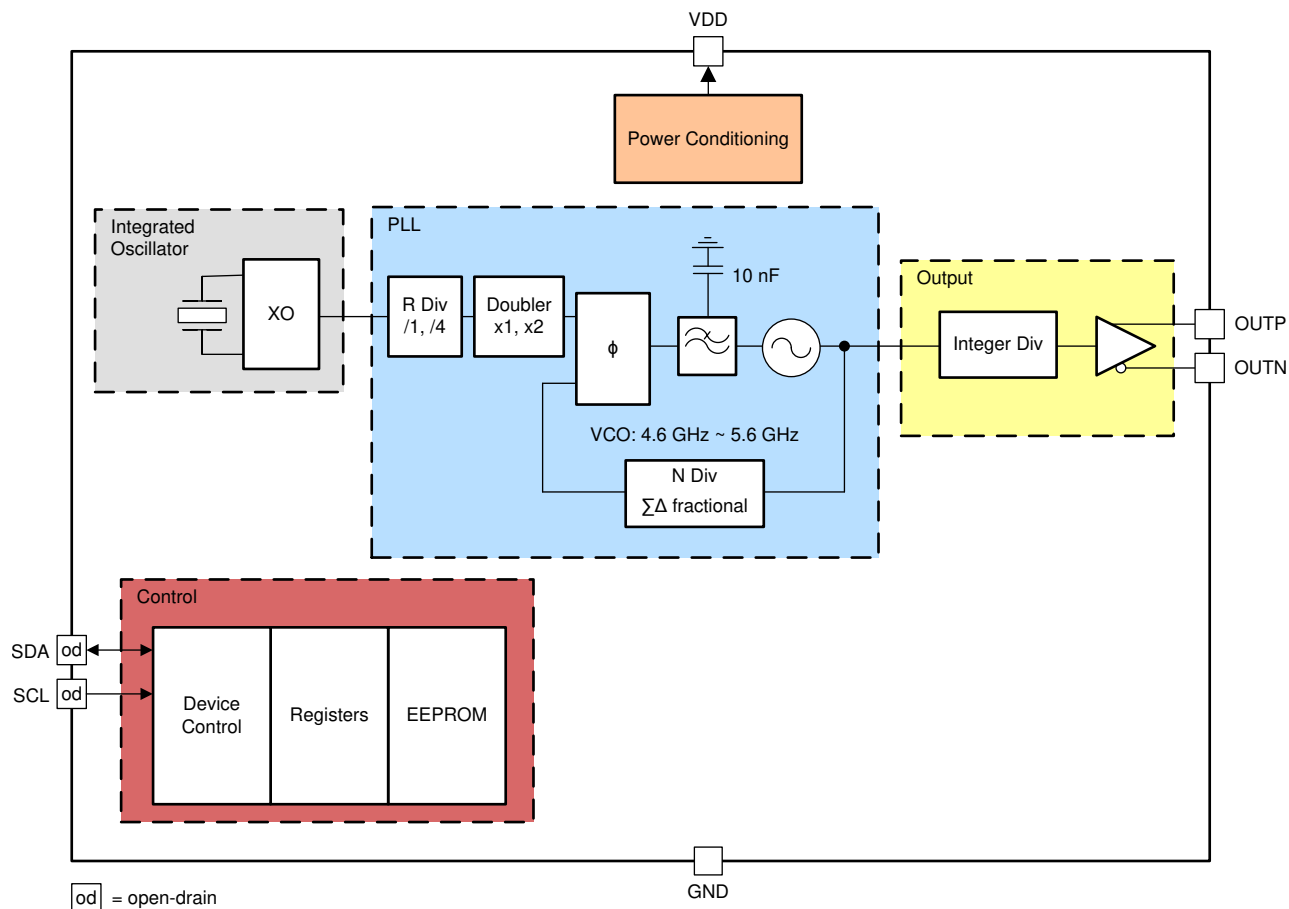 VDD
Power Conditioning
Integrated
Oscillator
XO
PLL
R Div
/1, /4
Doubler
x1, x2
ϕ
10 nF
VCO: 4.6 GHz ~ 5.6 GHz
N Div
∑Δ fractional
Output
Integer Div
OUTP
OUTN
Control
SDA
od
SCL
od
Device
Control
Registers
EEPROM
GND
od = open-drain